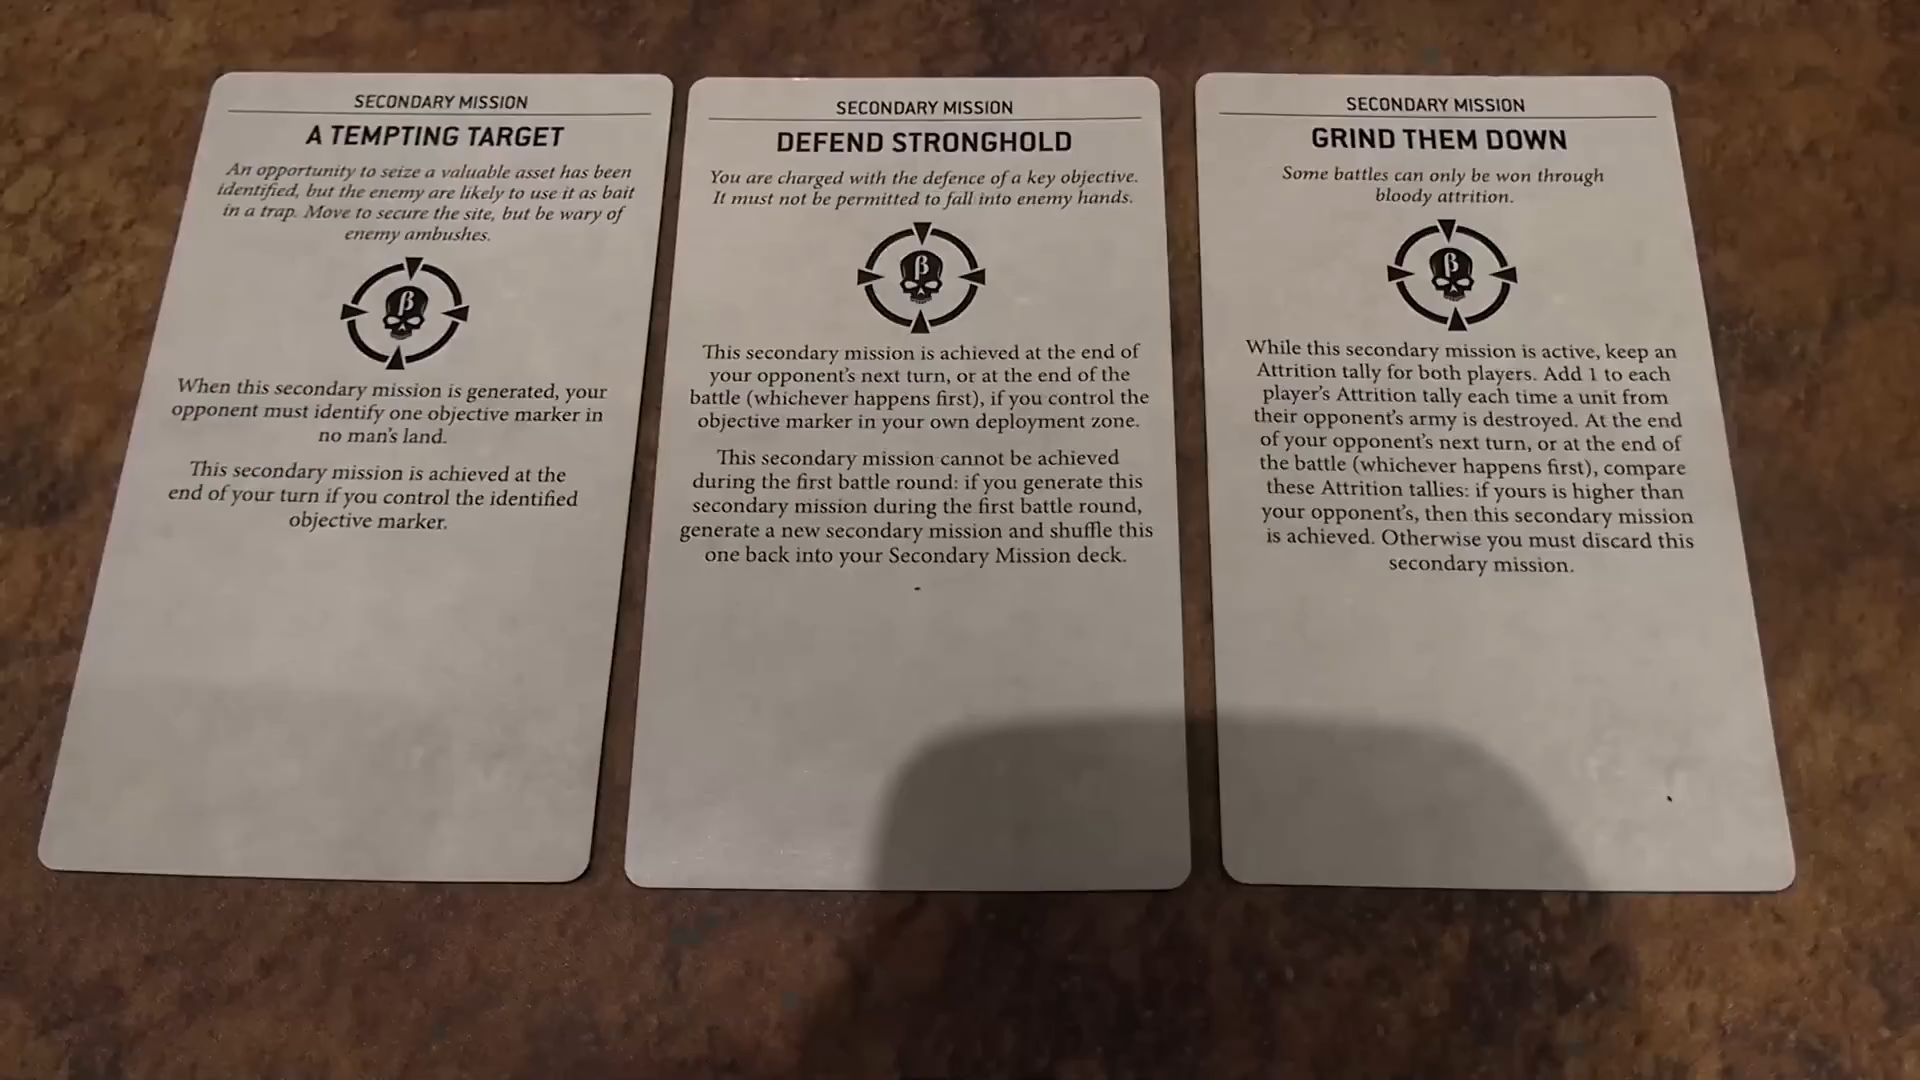 SECONDARY MISSION
A TEMPTING TARGET
An opportunity to seize a valuable asset has been
identified, but the enemy are likely to use it as bait
in a trap. Move to secure the site, but be wary of
enemy ambushes.
β
When this secondary mission is generated, your
opponent must identify one objective marker in
no man's land.
This secondary mission is achieved at the
end of your turn if you control the identified
objective marker.
SECONDARY MISSION
DEFEND STRONGHOLD
You are charged with the defence of a key objective.
It must not be permitted to fall into enemy hands.
β
This secondary mission is achieved at the end of
your opponent's next turn, or at the end of the
battle (whichever happens first), if you control the
objective marker in your own deployment zone.
This secondary mission cannot be achieved
during the first battle round: if you generate this
secondary mission during the first battle round,
generate a new secondary mission and shuffle this
one back into your Secondary Mission deck.
SECONDARY MISSION
GRIND THEM DOWN
Some battles can only be won through
bloody attrition.
β
While this secondary mission is active, keep an
Attrition tally for both players. Add 1 to each
player's Attrition tally each time a unit from
their opponent's army is destroyed. At the end
of your opponent's next turn, or at the end of
the battle (whichever happens first), compare
these Attrition tallies: if yours is higher than
your opponent's, then this secondary mission
is achieved. Otherwise you must discard this
secondary mission.